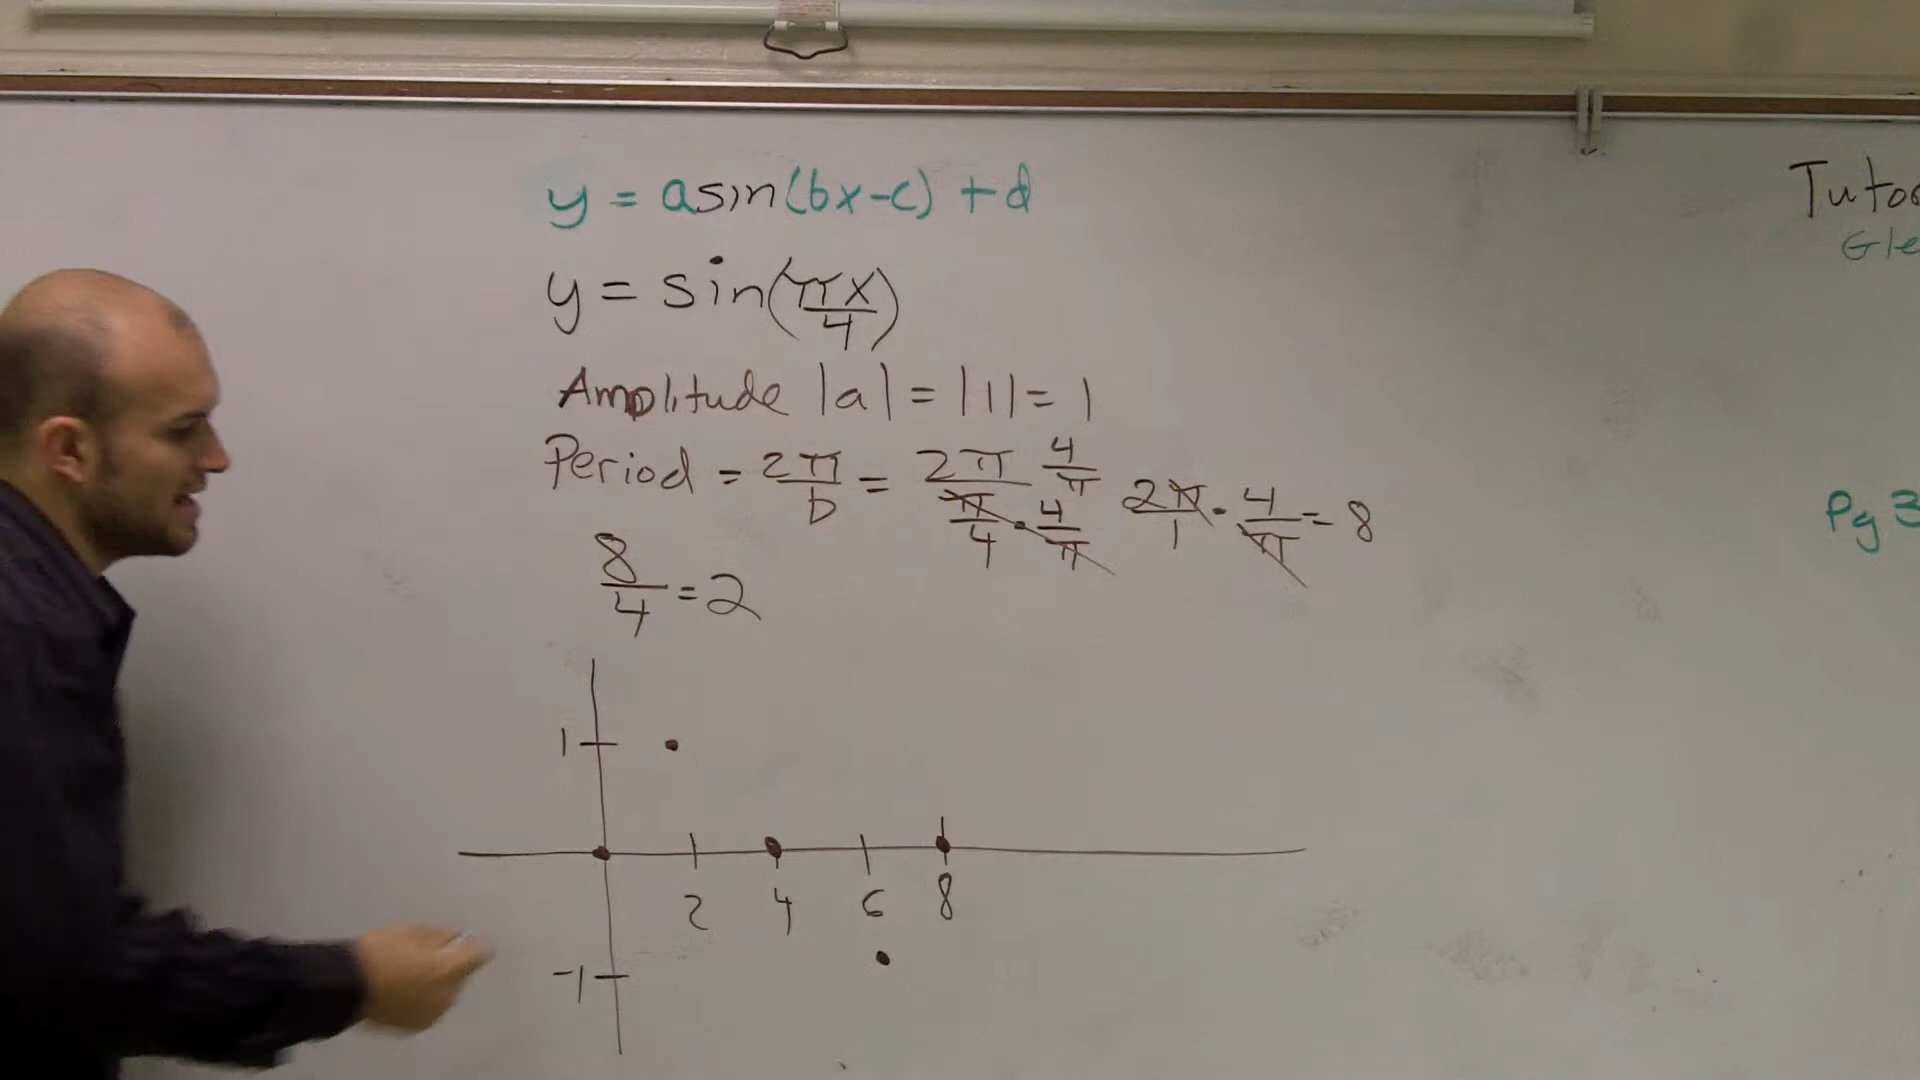 y = asin(bx-c) + d
y = sin(πx/4)
Amplitude |a| = |1| = 1
Period = 2π/b = 2π/(π/4 · 4/π) 4/π 2π/1 · 4/π = 8
8/4 = 2
1
2 4 6 8
-1
Pg 3